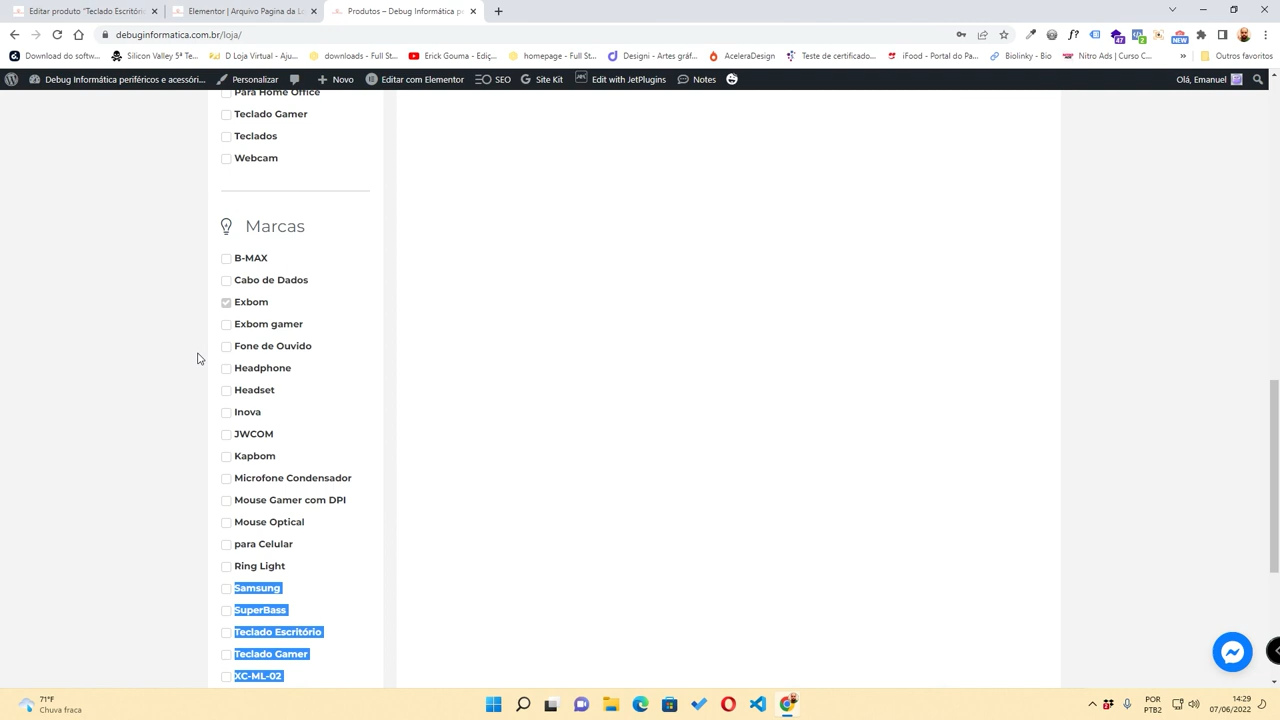 Editar produto “Teclado Escritóri
Elementor | Arquivo Pagina da Lo
Produtos – Debug Informática pe
debuginformatica.com.br/loja/
Download do softw...
Silicon Valley 5ª Te...
D Loja Virtual - Aju...
downloads - Full St...
Erick Gouma - Ediç...
homepage - Full St...
Designi - Artes gráf...
AceleraDesign
Teste de certificado...
iFood - Portal do Pa...
Biolinky - Bio
Nitro Ads | Curso C...
»
Outros favoritos
Debug Informática periféricos e acessóri...
Personalizar
Novo
Editar com Elementor
SEO
Site Kit
Edit with JetPlugins
Notes
Olá, Emanuel
Para Home Office
Teclado Gamer
Teclados
Webcam
Marcas
B-MAX
Cabo de Dados
Exbom
Exbom gamer
Fone de Ouvido
Headphone
Headset
Inova
JWCOM
Kapbom
Microfone Condensador
Mouse Gamer com DPI
Mouse Optical
para Celular
Ring Light
Samsung
SuperBass
Teclado Escritório
Teclado Gamer
XC-ML-02
71°F
Chuva fraca
POR
PTB2
14:29
07/06/2022